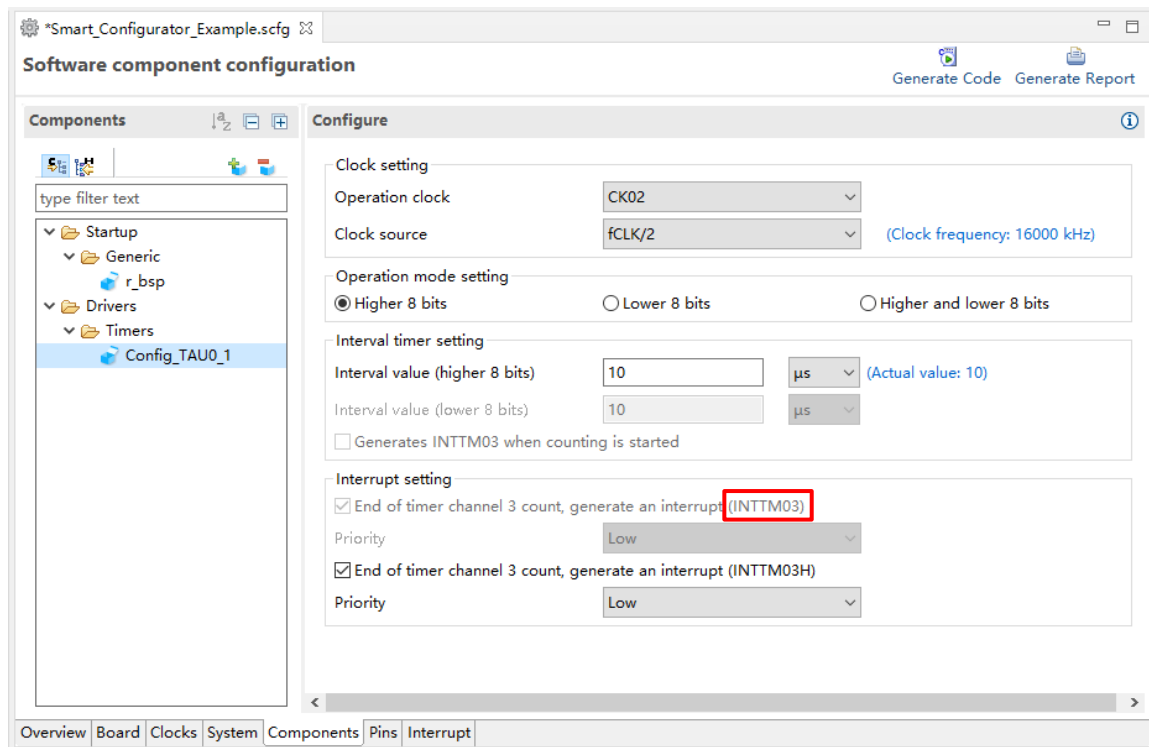 *Smart_Configurator_Example.scfg
Software component configuration
Generate Code Generate Report
Components
Configure
type filter text
Startup
Generic
r_bsp
Drivers
Timers
Config_TAU0_1
Clock setting
Operation clock CK02
Clock source fCLK/2 (Clock frequency: 16000 kHz)
Operation mode setting
Higher 8 bits Lower 8 bits Higher and lower 8 bits
Interval timer setting
Interval value (higher 8 bits) 10 µs (Actual value: 10)
Interval value (lower 8 bits) 10 µs
Generates INTTM03 when counting is started
Interrupt setting
End of timer channel 3 count, generate an interrupt (INTTM03)
Priority Low
End of timer channel 3 count, generate an interrupt (INTTM03H)
Priority Low
Overview Board Clocks System Components Pins Interrupt